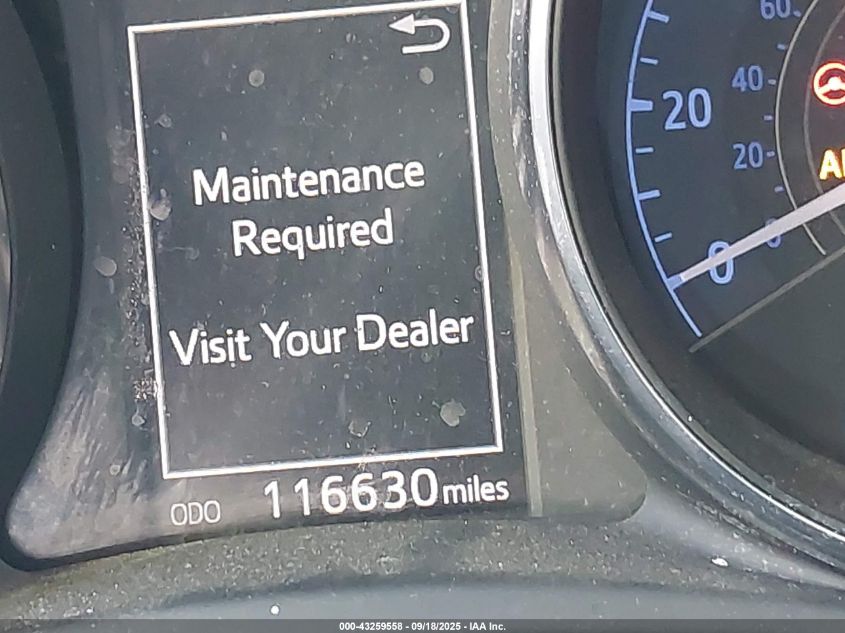 Maintenance
Required
Visit Your Dealer
ODO 116630 miles
60
40
20
20
0
0
000-43259558 - 09/18/2025 - IAA Inc.